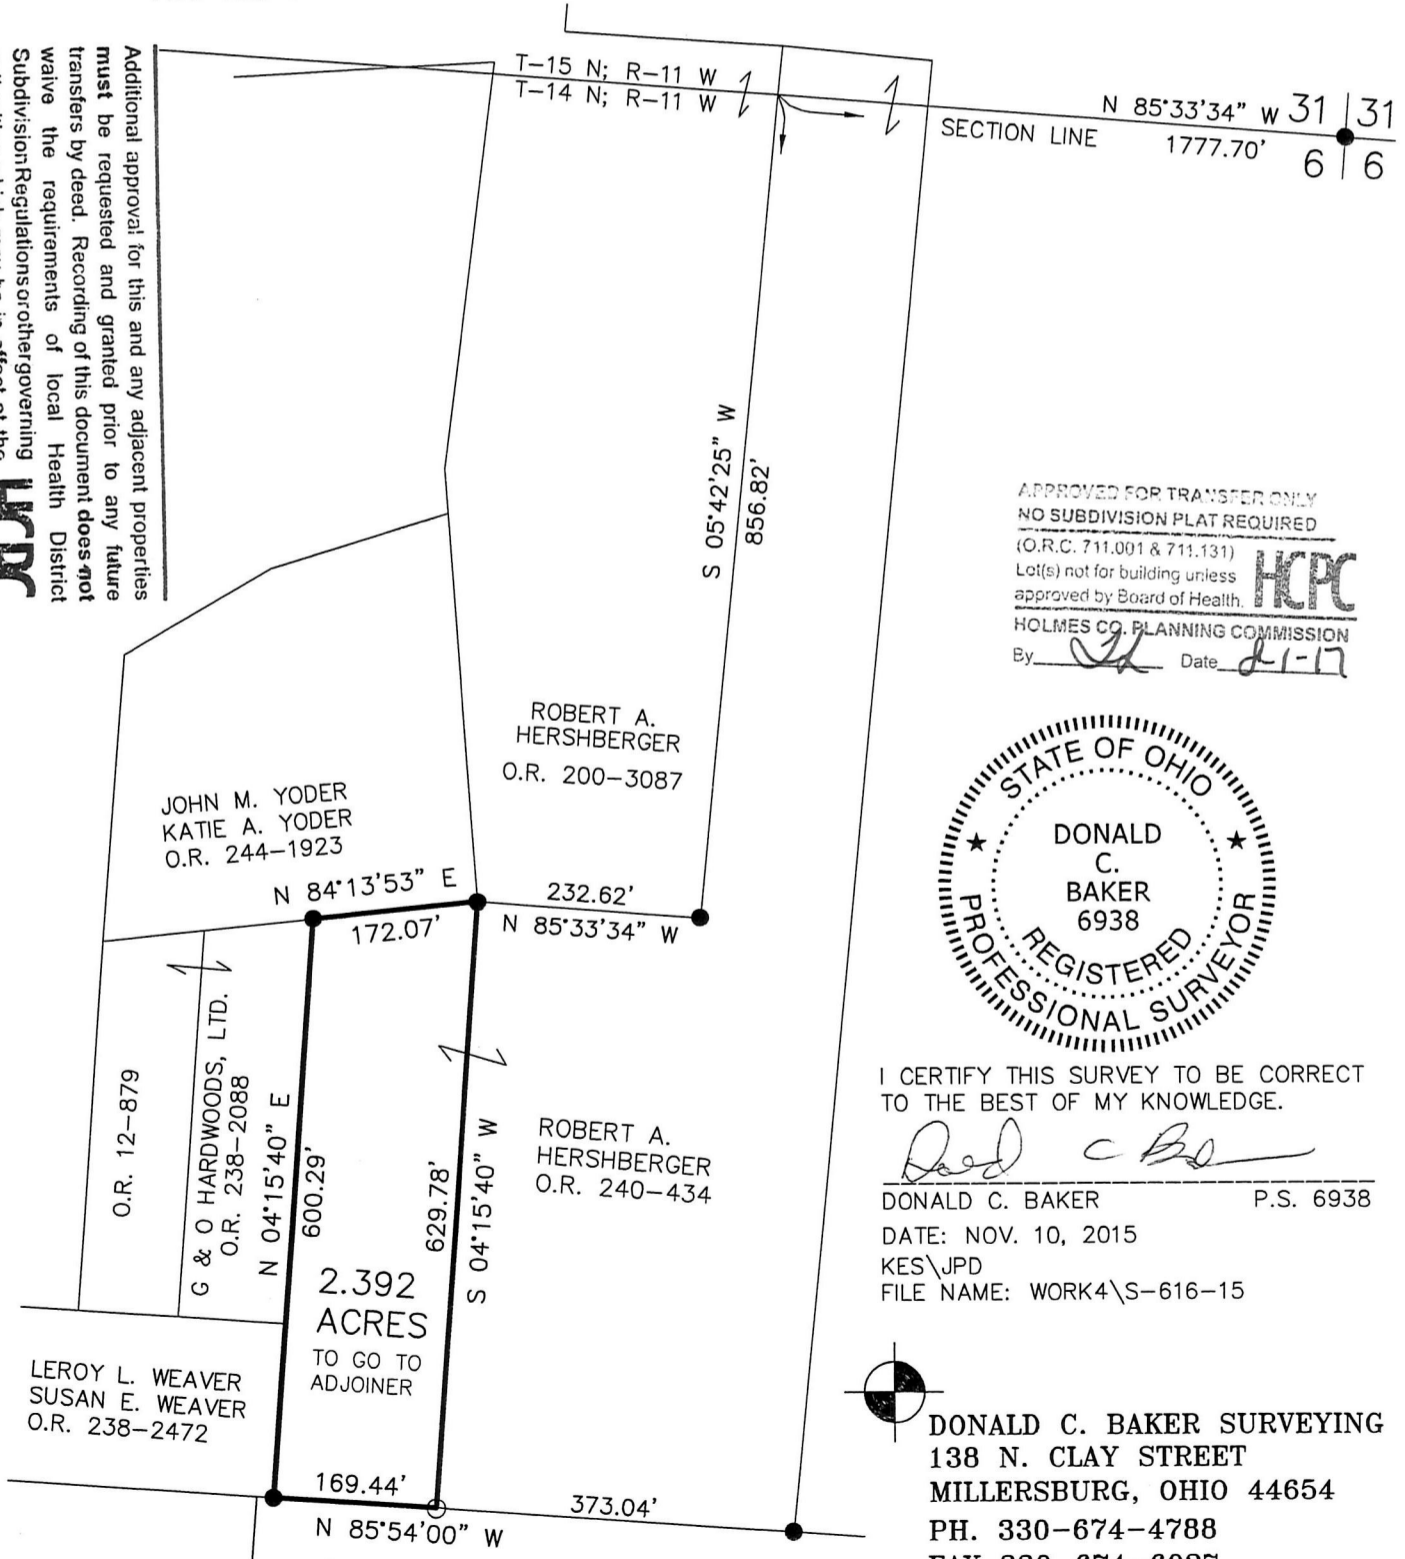 T-15 N; R-11 W
T-14 N; R-11 W
N 85°33'34" W
SECTION LINE
1777.70'
31 31
6 6
Additional approval for this and any adjacent properties
must be requested and granted prior to any future
transfers by deed. Recording of this document does not
waive the requirements of local Health District
Subdivision Regulations or other governing
HCPC
S 05°42'25" W
856.82'
APPROVED FOR TRANSFER ONLY
NO SUBDIVISION PLAT REQUIRED
(O.R.C. 711.001 & 711.131)
Lot(s) not for building unless
approved by Board of Health.
HCPC
HOLMES CO. PLANNING COMMISSION
By Date 2-1-17
ROBERT A.
HERSHBERGER
O.R. 200-3087
STATE OF OHIO
DONALD
C.
BAKER
6938
REGISTERED
PROFESSIONAL SURVEYOR
JOHN M. YODER
KATIE A. YODER
O.R. 244-1923
N 84°13'53" E
172.07'
232.62'
N 85°33'34" W
O.R. 12-879
G & O HARDWOODS, LTD.
O.R. 238-2088
N 04°15'40" E
600.29'
629.78'
S 04°15'40" W
ROBERT A.
HERSHBERGER
O.R. 240-434
2.392
ACRES
TO GO TO
ADJOINER
LEROY L. WEAVER
SUSAN E. WEAVER
O.R. 238-2472
169.44'
N 85°54'00" W
373.04'
I CERTIFY THIS SURVEY TO BE CORRECT
TO THE BEST OF MY KNOWLEDGE.
DONALD C. BAKER P.S. 6938
DATE: NOV. 10, 2015
KES\JPD
FILE NAME: WORK4\S-616-15
DONALD C. BAKER SURVEYING
138 N. CLAY STREET
MILLERSBURG, OHIO 44654
PH. 330-674-4788